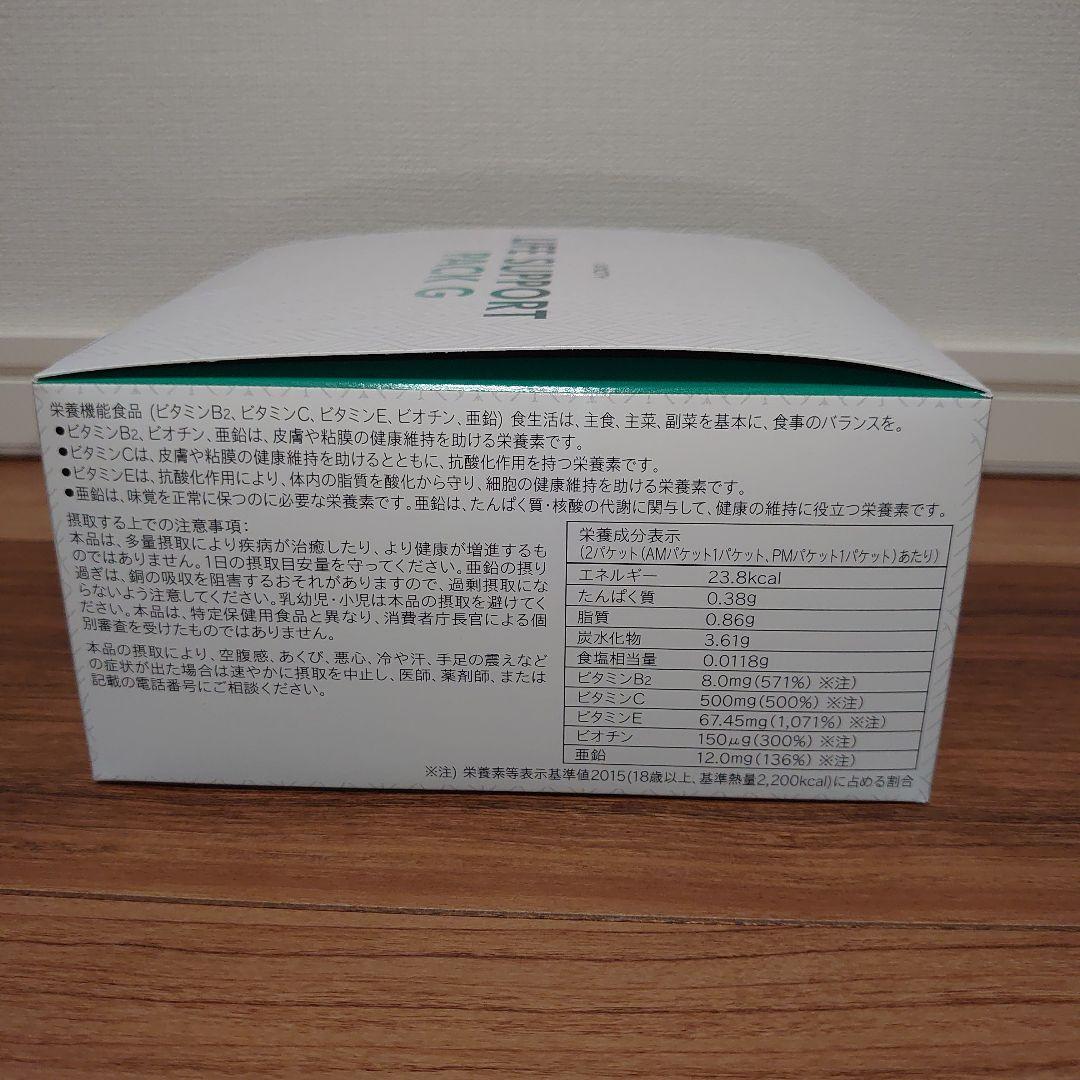 LIFE SUPPORT
PACK G
栄養機能食品 (ビタミンB2、ビタミンC、ビタミンE、ビオチン、亜鉛) 食生活は、主食、主菜、副菜を基本に、食事のバランスを。
●ビタミンB2、ビオチン、亜鉛は、皮膚や粘膜の健康維持を助ける栄養素です。
●ビタミンCは、皮膚や粘膜の健康維持を助けるとともに、抗酸化作用を持つ栄養素です。
●ビタミンEは、抗酸化作用により、体内の脂質を酸化から守り、細胞の健康維持を助ける栄養素です。
●亜鉛は、味覚を正常に保つのに必要な栄養素です。亜鉛は、たんぱく質・核酸の代謝に関与して、健康の維持に役立つ栄養素です。
摂取する上での注意事項:
本品は、多量摂取により疾病が治癒したり、より健康が増進するも
のではありません。1日の摂取目安量を守ってください。亜鉛の摂り
過ぎは、銅の吸収を阻害するおそれがありますので、過剰摂取にな
らないよう注意してください。乳幼児・小児は本品の摂取を避けてく
ださい。本品は、特定保健用食品と異なり、消費者庁長官による個
別審査を受けたものではありません。
本品の摂取により、空腹感、あくび、悪心、冷や汗、手足の震えなど
の症状が出た場合は速やかに摂取を中止し、医師、薬剤師、または
記載の電話番号にご相談ください。
栄養成分表示
(2パケット(AMパケット1パケット、PMパケット1パケット)あたり)
エネルギー 23.8kcal
たんぱく質 0.38g
脂質 0.86g
炭水化物 3.61g
食塩相当量 0.0118g
ビタミンB2 8.0mg(571%) ※注)
ビタミンC 500mg(500%) ※注)
ビタミンE 67.45mg(1,071%) ※注)
ビオチン 150μg(300%) ※注)
亜鉛 12.0mg(136%) ※注)
※注) 栄養素等表示基準値2015(18歳以上、基準熱量2,200kcal)に占める割合